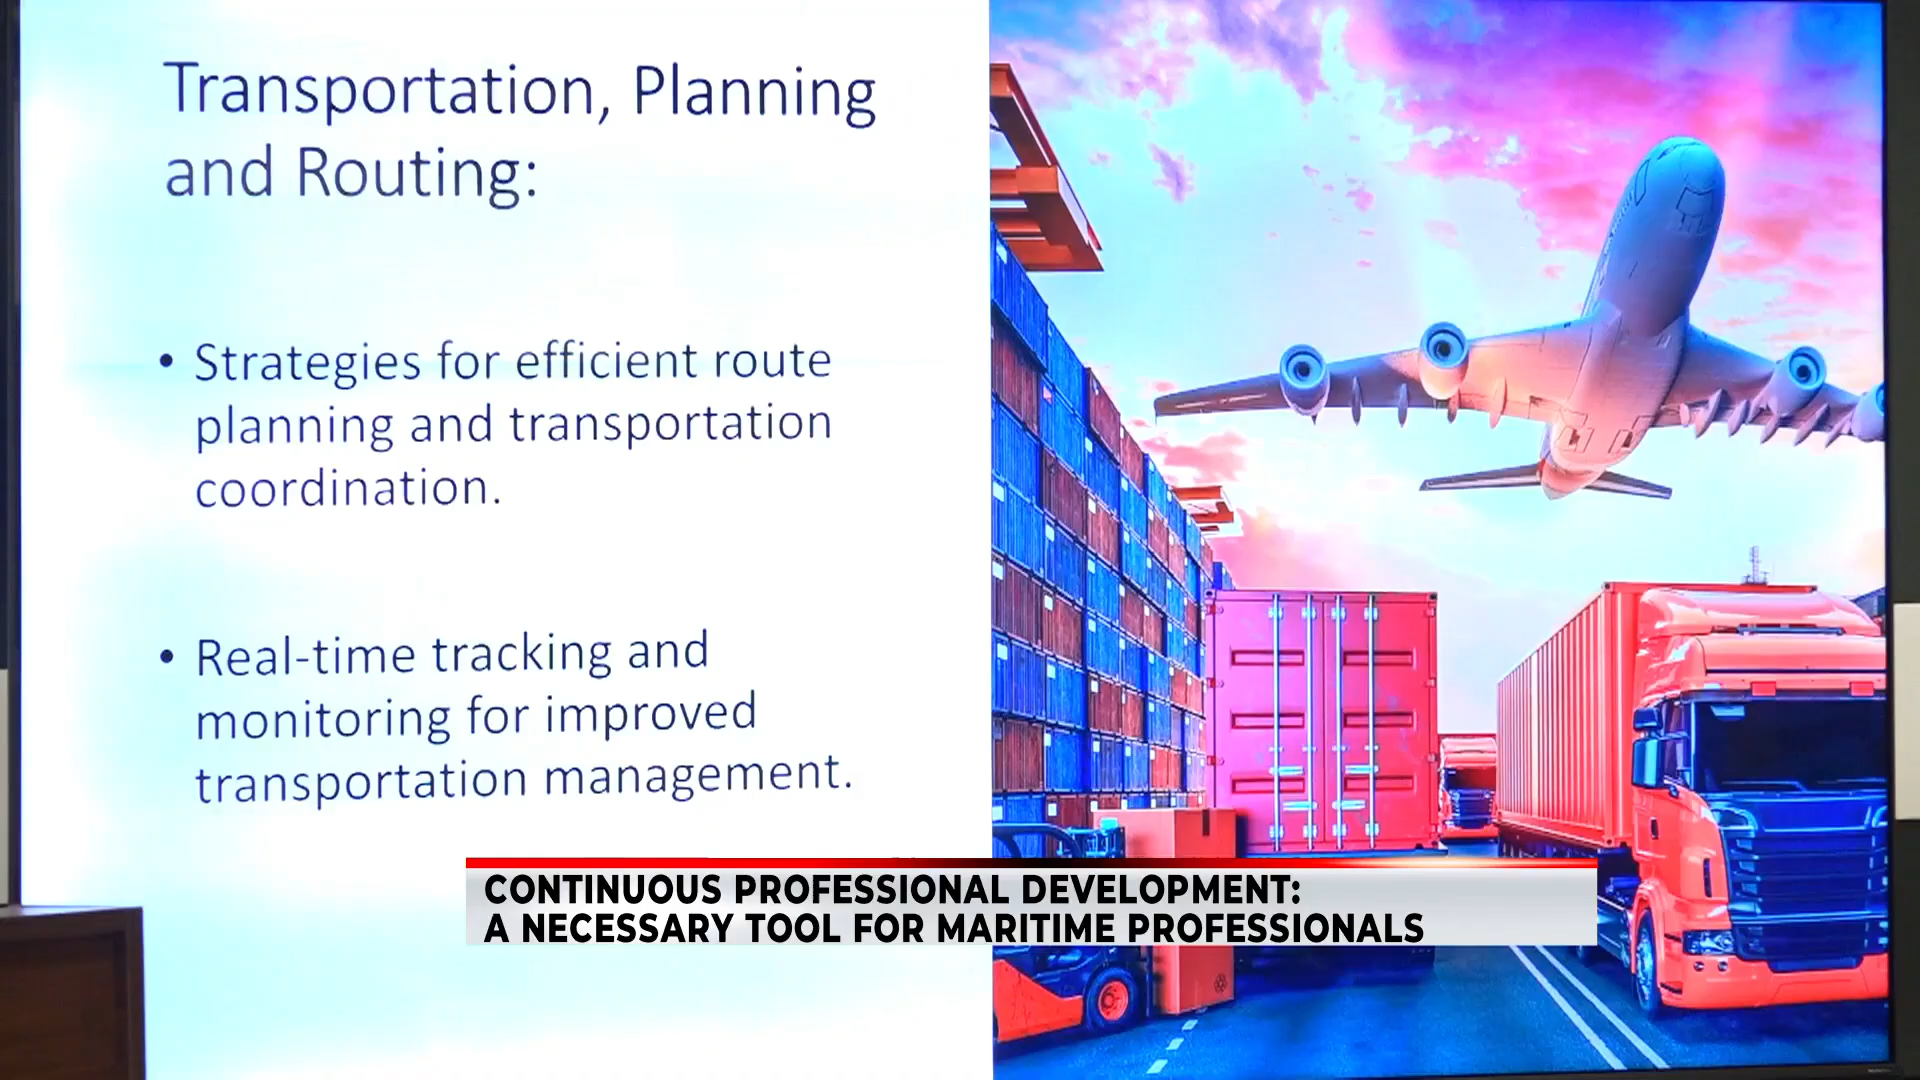 Transportation, Planning
and Routing:
• Strategies for efficient route
planning and transportation
coordination.
• Real-time tracking and
monitoring for improved
transportation management.
CONTINUOUS PROFESSIONAL DEVELOPMENT:
A NECESSARY TOOL FOR MARITIME PROFESSIONALS